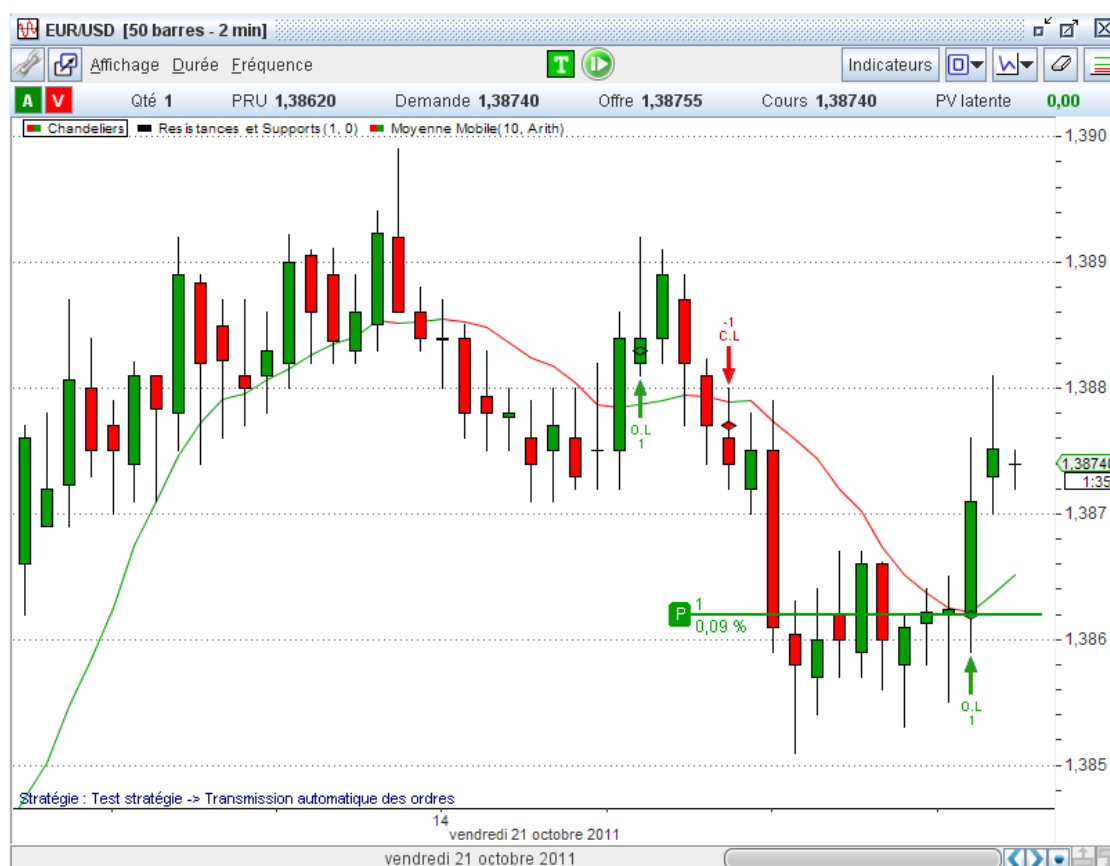 EUR/USD [50 barres - 2 min]
Affichage Durée Fréquence T Indicateurs
A V Qté 1 PRU 1,38620 Demande 1,38740 Offre 1,38755 Cours 1,38740 PV latente 0,00
Chandeliers Resistances et Supports(1, 0) Moyenne Mobile(10, Arith)
1,390
1,389
-1
C.L
1,388
O.L
1
1,38740
1:35
1,387
P 1
0,09 %
1,386
O.L
1
1,385
Stratégie : Test stratégie -> Transmission automatique des ordres
14
vendredi 21 octobre 2011
vendredi 21 octobre 2011